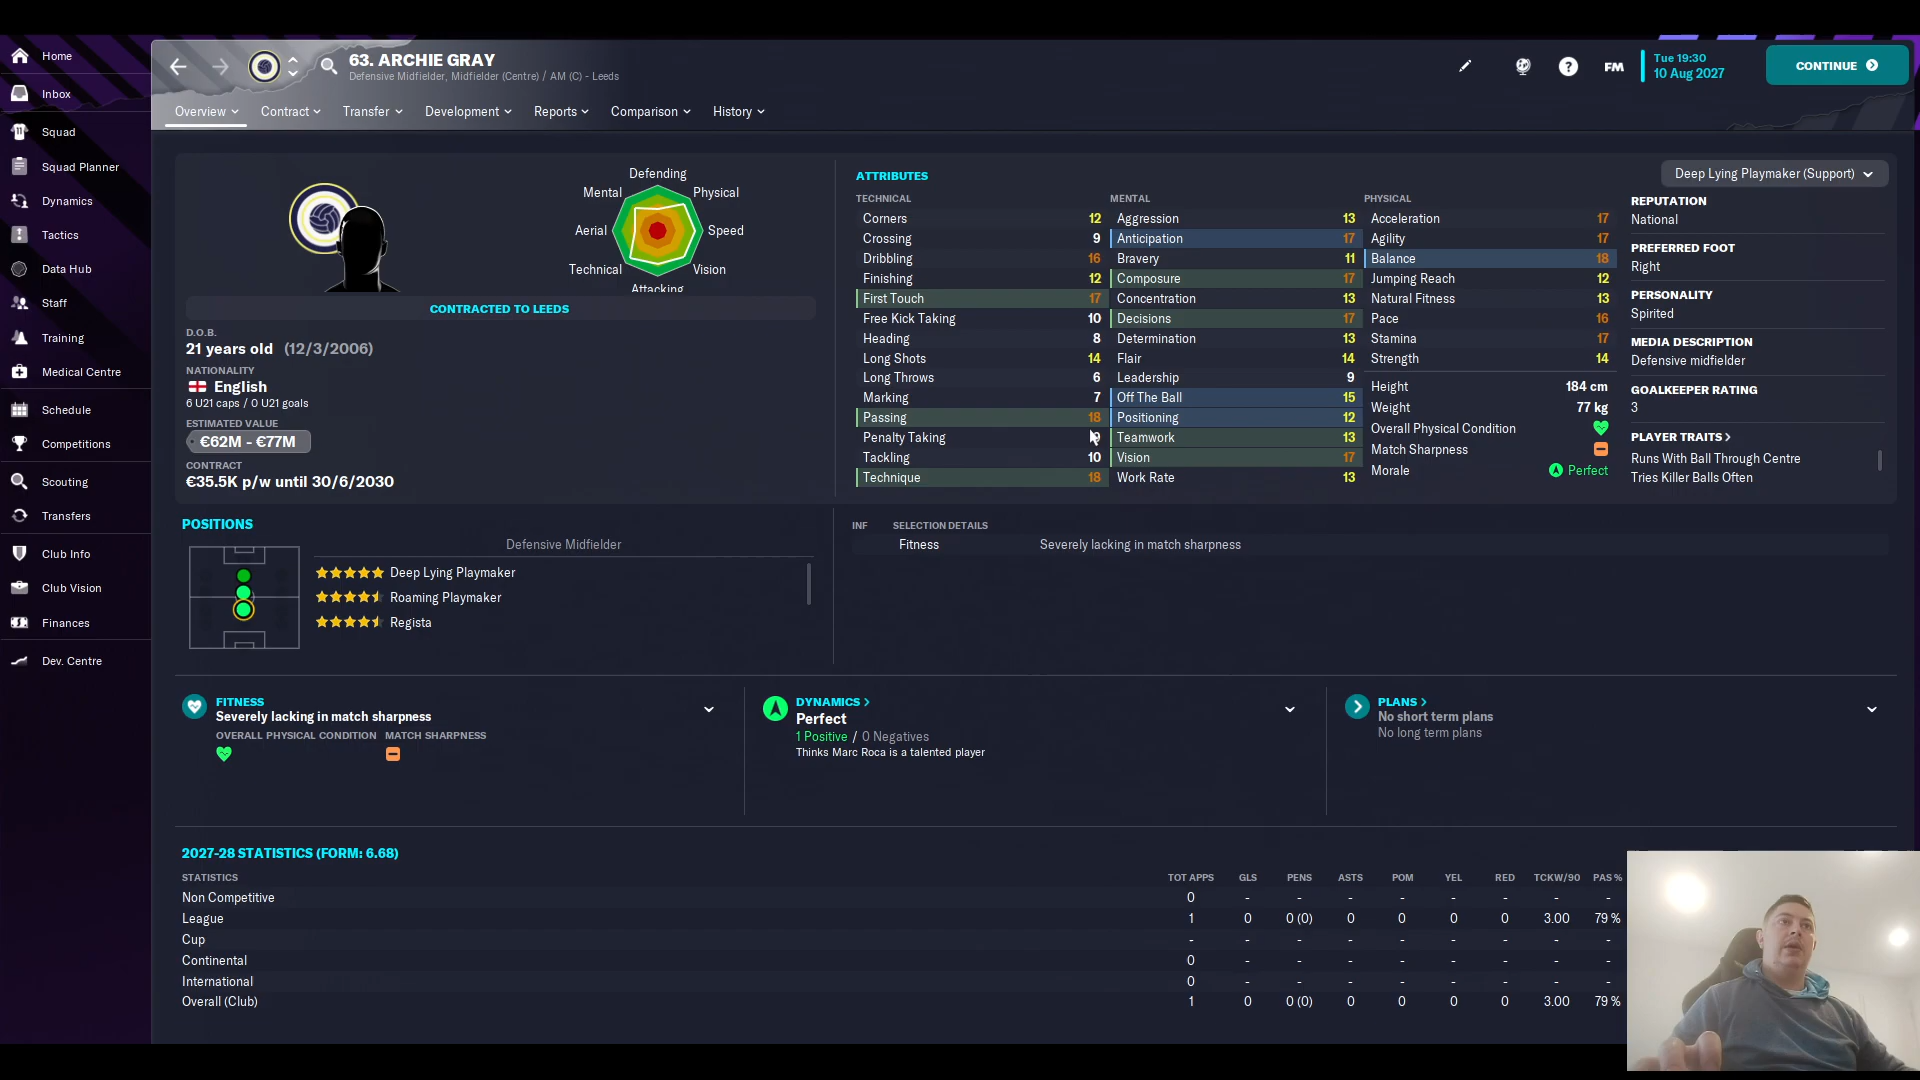 Home
Inbox
Squad
Squad Planner
Dynamics
Tactics
Data Hub
Staff
Training
Medical Centre
Schedule
Competitions
Scouting
Transfers
Club Info
Club Vision
Finances
Dev. Centre
63. ARCHIE GRAY
Defensive Midfielder, Midfielder (Centre) / AM (C) - Leeds
? FM
Tue 19:30
10 Aug 2027
CONTINUE
Overview Contract Transfer Development Reports Comparison History
Defending
Mental Physical
Aerial Speed
Technical Vision
Attacking
CONTRACTED TO LEEDS
D.O.B.
21 years old (12/3/2006)
NATIONALITY
English
6 U21 caps / 0 U21 goals
ESTIMATED VALUE
€62M - €77M
CONTRACT
€35.5K p/w until 30/6/2030
ATTRIBUTES
Deep Lying Playmaker (Support)
TECHNICAL
Corners 12
Crossing 9
Dribbling 16
Finishing 12
First Touch 17
Free Kick Taking 10
Heading 8
Long Shots 14
Long Throws 6
Marking 7
Passing 18
Penalty Taking
Tackling 10
Technique 18
MENTAL
Aggression 13
Anticipation 17
Bravery 11
Composure 17
Concentration 13
Decisions 17
Determination 13
Flair 14
Leadership 9
Off The Ball 15
Positioning 12
Teamwork 13
Vision 17
Work Rate 13
PHYSICAL
Acceleration 17
Agility 17
Balance 18
Jumping Reach 12
Natural Fitness 13
Pace 16
Stamina 17
Strength 14
Height 184 cm
Weight 77 kg
Overall Physical Condition
Match Sharpness
Morale Perfect
REPUTATION
National
PREFERRED FOOT
Right
PERSONALITY
Spirited
MEDIA DESCRIPTION
Defensive midfielder
GOALKEEPER RATING
3
PLAYER TRAITS
Runs With Ball Through Centre
Tries Killer Balls Often
POSITIONS
Defensive Midfielder
Deep Lying Playmaker
Roaming Playmaker
Regista
INF SELECTION DETAILS
Fitness Severely lacking in match sharpness
FITNESS
Severely lacking in match sharpness
OVERALL PHYSICAL CONDITION MATCH SHARPNESS
DYNAMICS
Perfect
1 Positive / 0 Negatives
Thinks Marc Roca is a talented player
PLANS
No short term plans
No long term plans
2027-28 STATISTICS (FORM: 6.68)
STATISTICS TOT APPS GLS PENS ASTS POM YEL RED TCKW/90 PAS %
Non Competitive 0 - - - - - - - -
League 1 0 0 (0) 0 0 0 0 3.00 79 %
Cup - - - - - - - - -
Continental 0 - - - - - - - -
International 0 - - - - - - - -
Overall (Club) 1 0 0 (0) 0 0 0 0 3.00 79 %